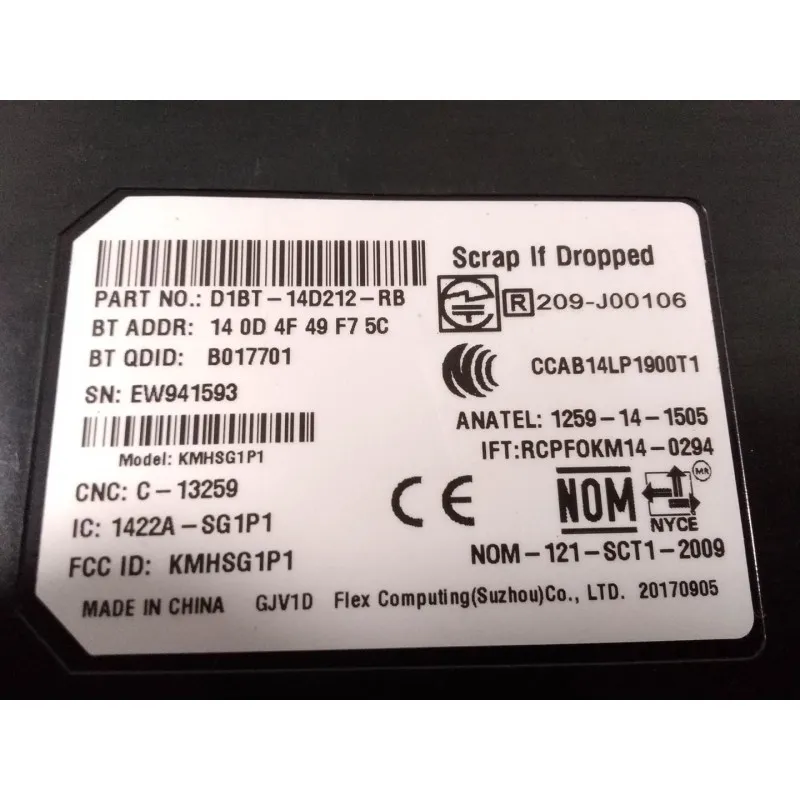 Scrap If Dropped
PART NO.: D1BT-14D212-RB
R 209-J00106
BT ADDR: 14 0D 4F 49 F7 5C
BT QDID: B017701
CCAB14LP1900T1
SN: EW941593
ANATEL: 1259-14-1505
IFT:RCPFOKM14-0294
Model: KMHSG1P1
CNC: C-13259
CE
NOM
MR
NYCE
IC: 1422A-SG1P1
NOM-121-SCT1-2009
FCC ID: KMHSG1P1
MADE IN CHINA GJV1D Flex Computing(Suzhou)Co., LTD. 20170905